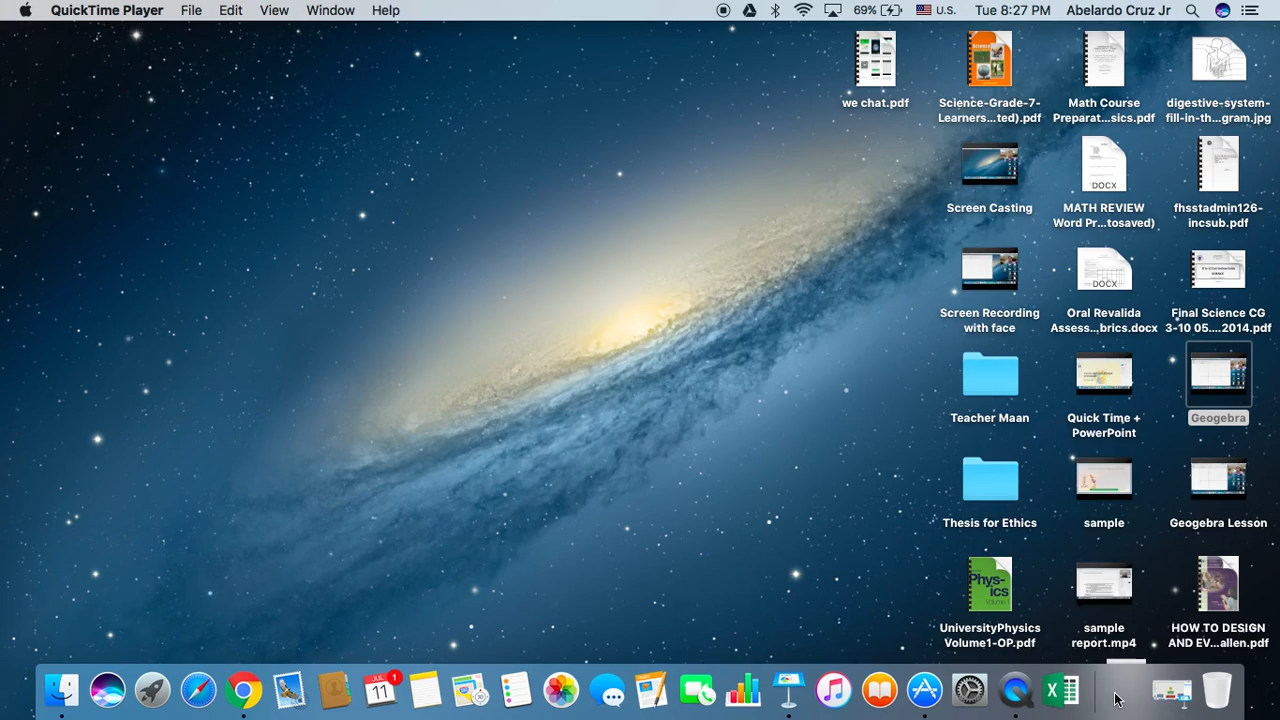 QuickTime Player File Edit View Window Help 69% U.S. Tue 8:27 PM Abelardo Cruz Jr
we chat.pdf
Science-Grade-7-
Learners...ted).pdf
Math Course
Preparat...sics.pdf
digestive-system-
fill-in-th...gram.jpg
Screen Casting
DOCX
MATH REVIEW
Word Pr...tosaved)
fhsstadmin126-
incsub.pdf
Screen Recording
with face
DOCX
Oral Revalida
Assess...brics.docx
Final Science CG
3-10 05....2014.pdf
Teacher Maan
Quick Time +
PowerPoint
Geogebra
Thesis for Ethics
sample
Geogebra Lesson
Phys-
ics
UniversityPhysics
Volume1-OP.pdf
sample
report.mp4
HOW TO DESIGN
AND EV...allen.pdf
JUL
11
1